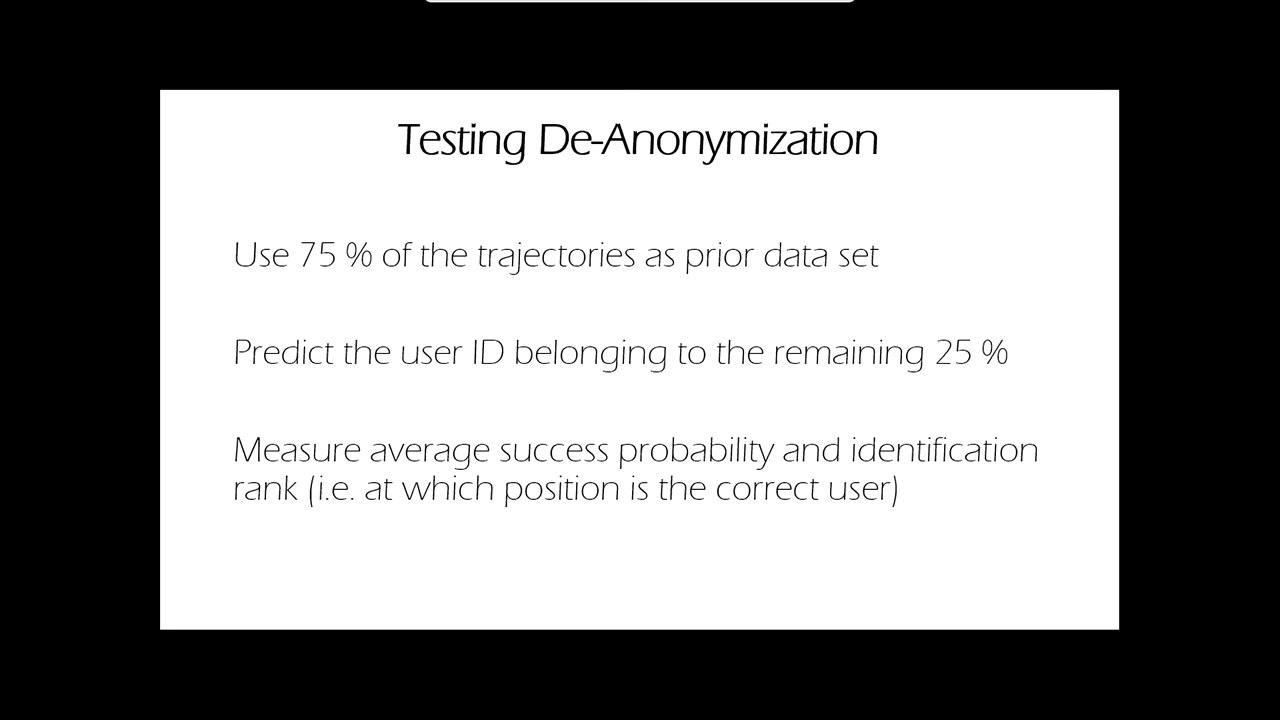 Testing De-Anonymization
Use 75 % of the trajectories as prior data set
Predict the user ID belonging to the remaining 25 %
Measure average success probability and identification
rank (i.e. at which position is the correct user)